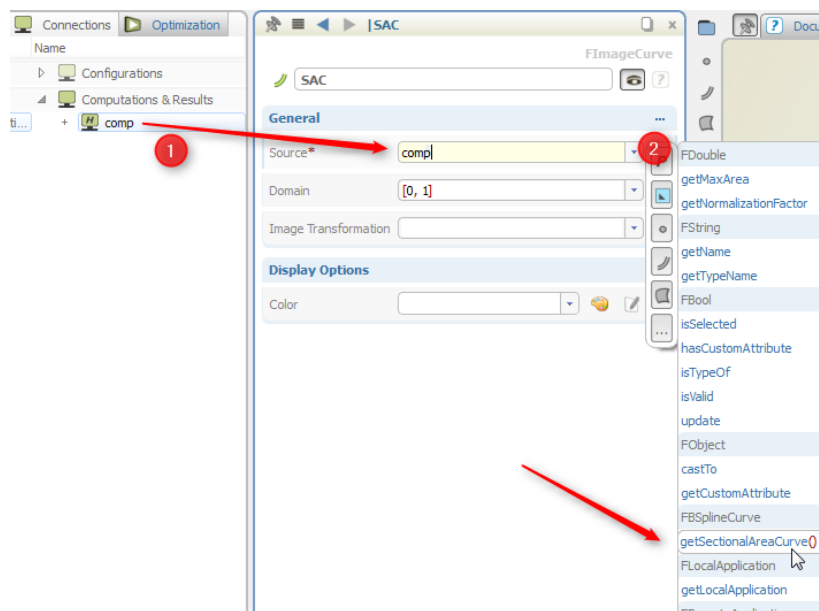 Connections
Optimization
Name
Configurations
Computations & Results
ti...
H comp
1
|SAC
FImageCurve
SAC
?
General
...
Source*
comp
2
Domain
[0, 1]
Image Transformation
Display Options
Color
...
? Docu
FDouble
getMaxArea
getNormalizationFactor
FString
getName
getTypeName
FBool
isSelected
hasCustomAttribute
isTypeOf
isValid
update
FObject
castTo
getCustomAttribute
FBSplineCurve
getSectionalAreaCurve()
FLocalApplication
getLocalApplication